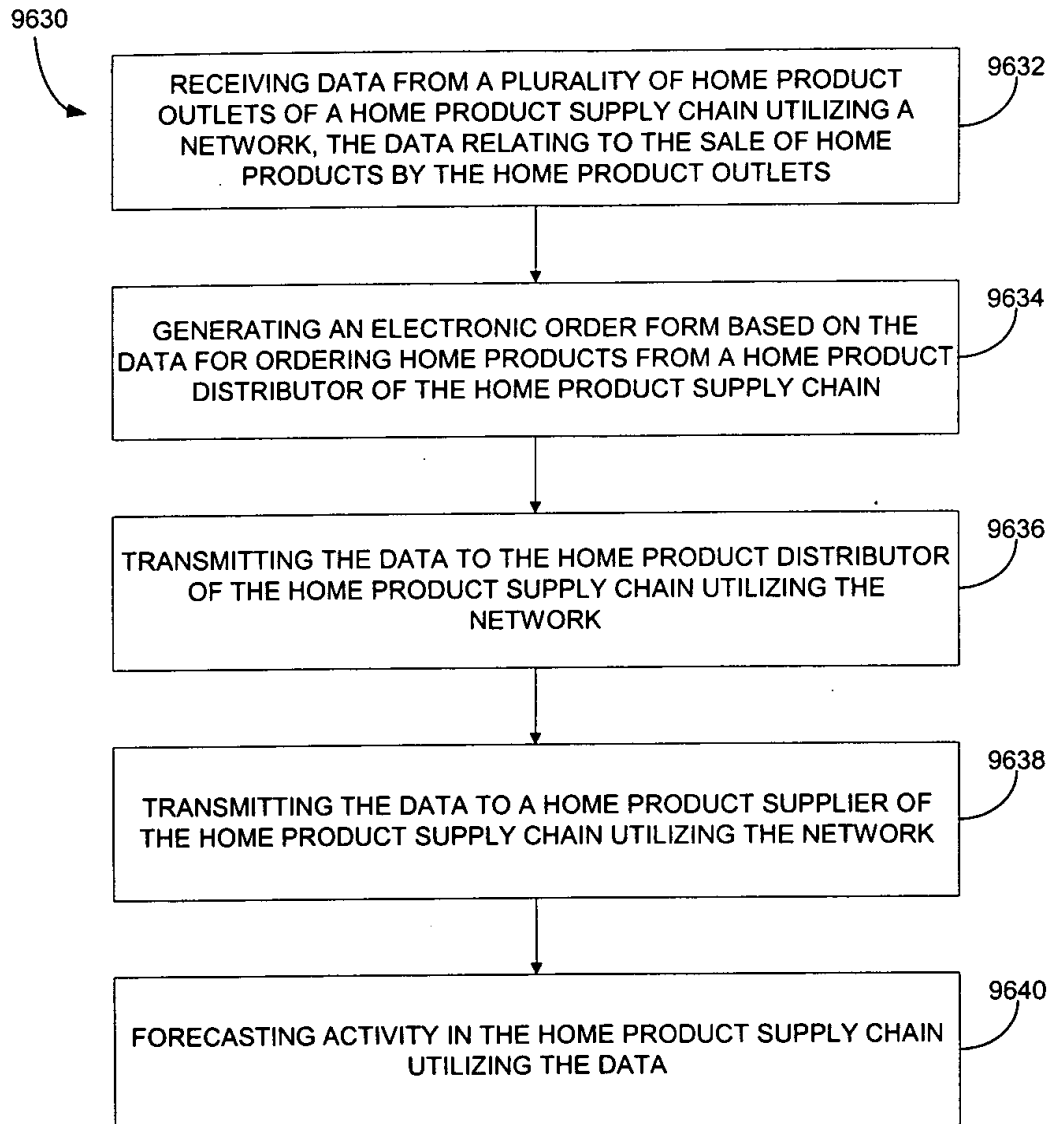 9630
RECEIVING DATA FROM A PLURALITY OF HOME PRODUCT
OUTLETS OF A HOME PRODUCT SUPPLY CHAIN UTILIZING A
NETWORK, THE DATA RELATING TO THE SALE OF HOME
PRODUCTS BY THE HOME PRODUCT OUTLETS
9632
GENERATING AN ELECTRONIC ORDER FORM BASED ON THE
DATA FOR ORDERING HOME PRODUCTS FROM A HOME PRODUCT
DISTRIBUTOR OF THE HOME PRODUCT SUPPLY CHAIN
9634
TRANSMITTING THE DATA TO THE HOME PRODUCT DISTRIBUTOR
OF THE HOME PRODUCT SUPPLY CHAIN UTILIZING THE
NETWORK
9636
TRANSMITTING THE DATA TO A HOME PRODUCT SUPPLIER OF
THE HOME PRODUCT SUPPLY CHAIN UTILIZING THE NETWORK
9638
FORECASTING ACTIVITY IN THE HOME PRODUCT SUPPLY CHAIN
UTILIZING THE DATA
9640